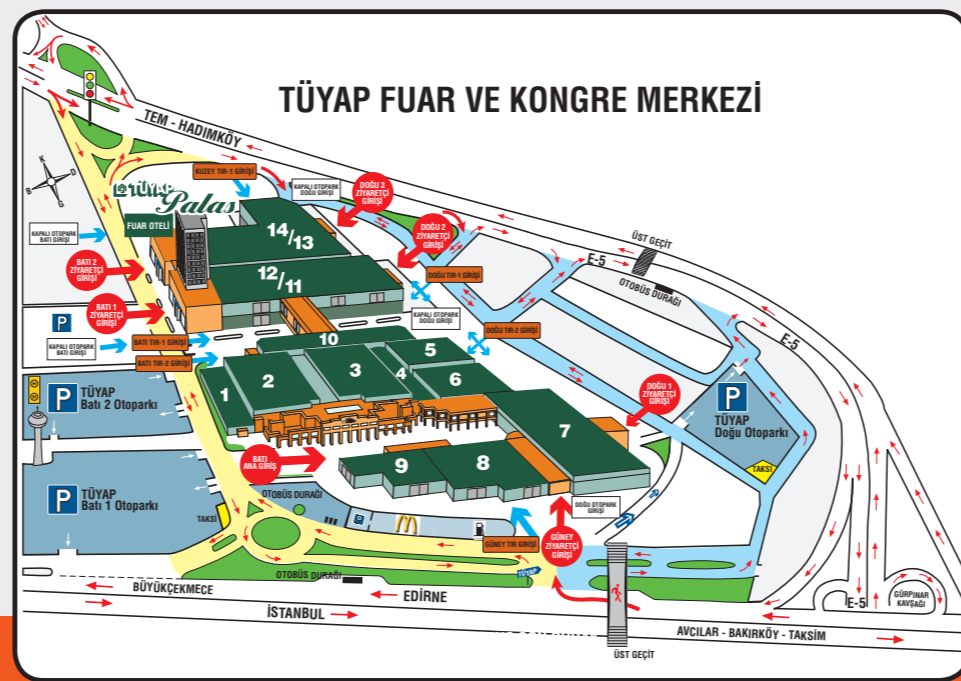 TÜYAP FUAR VE KONGRE MERKEZİ
TEM - HADIMKÖY
K
B
D
G
TÜYAP
Palas
FUAR OTELİ
KUZEY TIR-1 GİRİŞİ
KAPALI OTOPARK
DOĞU GİRİŞİ
DOĞU 3
ZİYARETÇİ
GİRİŞİ
DOĞU 2
ZİYARETÇİ
GİRİŞİ
KAPALI OTOPARK
BATI GİRİŞİ
BATI 2
ZİYARETÇİ
GİRİŞİ
BATI 1
ZİYARETÇİ
GİRİŞİ
P
KAPALI OTOPARK
BATI GİRİŞİ
BATI TIR-1 GİRİŞİ
BATI TIR-2 GİRİŞİ
14/13
12/11
10
1
2
3
4
5
6
7
8
9
DOĞU TIR-1 GİRİŞİ
KAPALI OTOPARK
DOĞU GİRİŞİ
DOĞU TIR-2 GİRİŞİ
ÜST GEÇİT
E-5
OTOBÜS DURAĞI
E-5
DOĞU 1
ZİYARETÇİ
GİRİŞİ
P
TÜYAP
Doğu Otoparkı
TAKSİ
P
TÜYAP
Batı 2 Otoparkı
P
TÜYAP
Batı 1 Otoparkı
TAKSİ
BATI
ANA GİRİŞ
OTOBÜS DURAĞI
P
DOĞU OTOPARK
GİRİŞİ
GÜNEY TIR GİRİŞİ
GÜNEY
ZİYARETÇİ
GİRİŞİ
TÜYAP
OTOBÜS DURAĞI
BÜYÜKÇEKMECE
EDİRNE
İSTANBUL
AVCILAR - BAKIRKÖY - TAKSİM
ÜST GEÇİT
E-5
GÜRPINAR
KAVŞAĞI